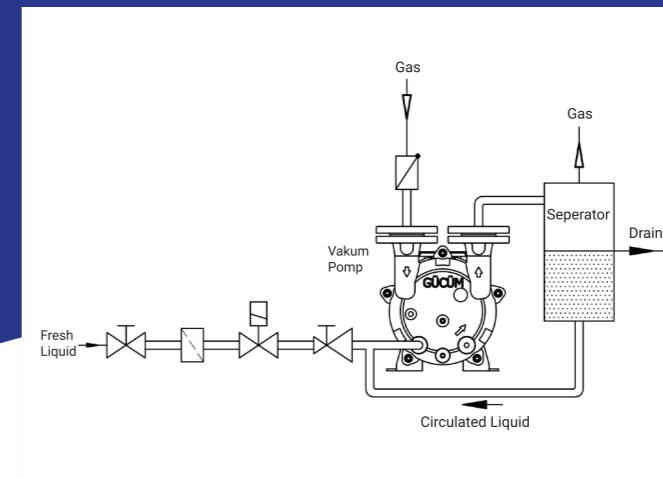 Gas
Gas
Seperator
Drain
Vakum
Pomp
GÜCÜM
Fresh
Liquid
Circulated Liquid